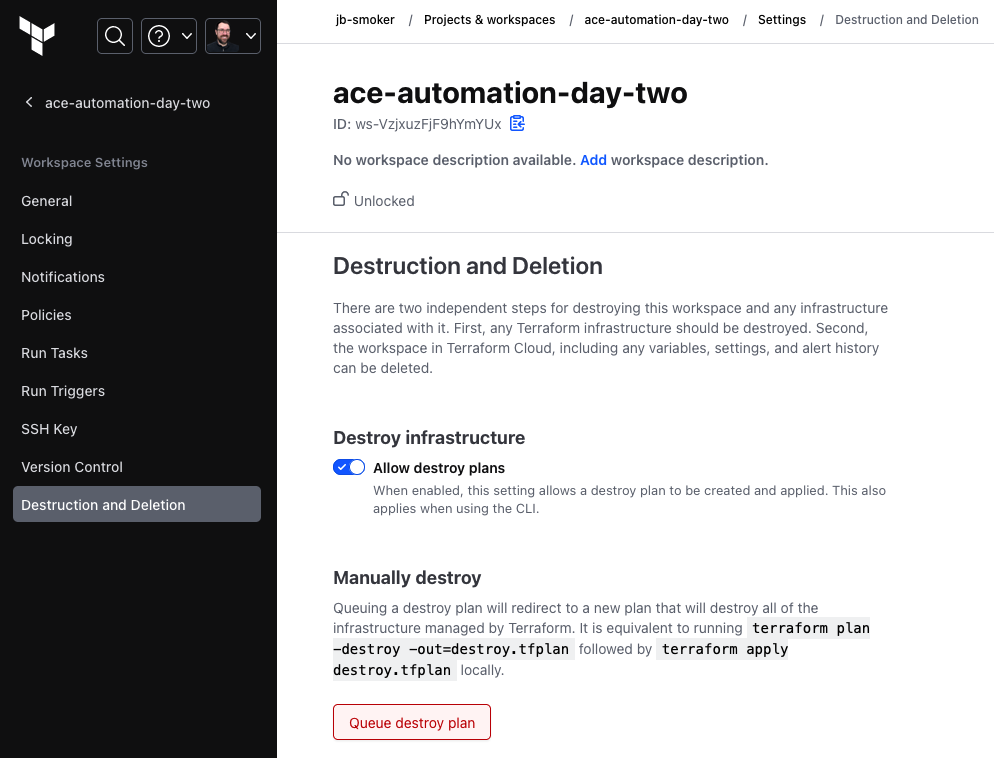 jb-smoker / Projects & workspaces / ace-automation-day-two / Settings / Destruction and Deletion
ace-automation-day-two
Workspace Settings
General
Locking
Notifications
Policies
Run Tasks
Run Triggers
SSH Key
Version Control
Destruction and Deletion
ace-automation-day-two
ID: ws-VzjxuzFjF9hYmYUx
No workspace description available. Add workspace description.
Unlocked
Destruction and Deletion
There are two independent steps for destroying this workspace and any infrastructure
associated with it. First, any Terraform infrastructure should be destroyed. Second,
the workspace in Terraform Cloud, including any variables, settings, and alert history
can be deleted.
Destroy infrastructure
Allow destroy plans
When enabled, this setting allows a destroy plan to be created and applied. This also
applies when using the CLI.
Manually destroy
Queuing a destroy plan will redirect to a new plan that will destroy all of the
infrastructure managed by Terraform. It is equivalent to running terraform plan
-destroy -out=destroy.tfplan followed by terraform apply
destroy.tfplan locally.
Queue destroy plan